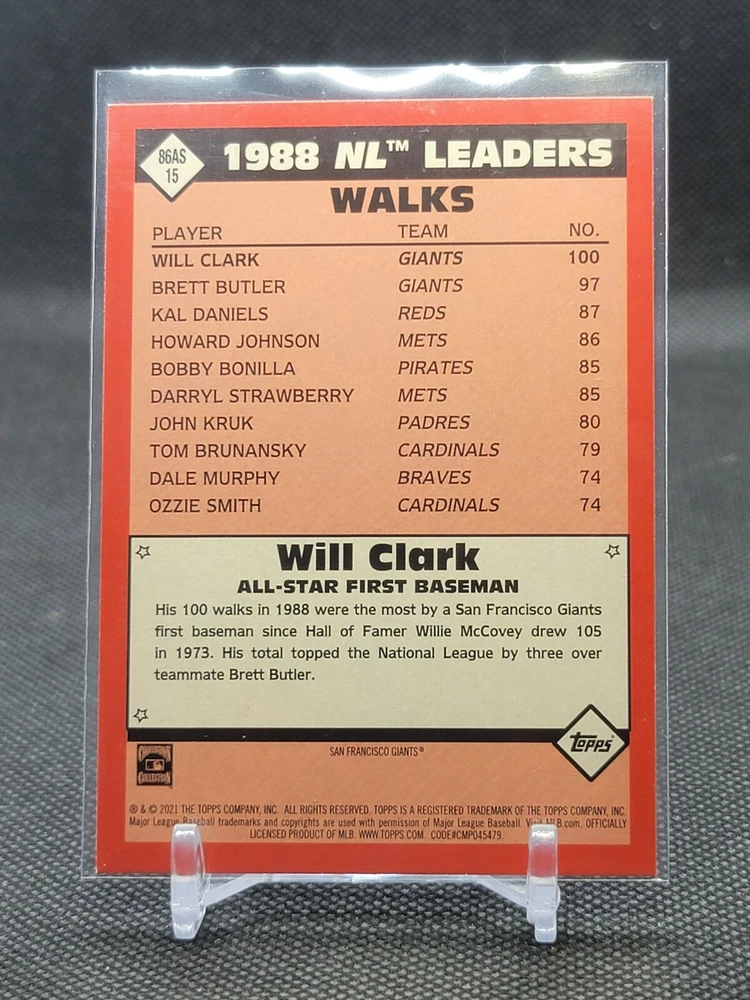 86AS
15
1988 NL™ LEADERS
WALKS
PLAYER TEAM NO.
WILL CLARK GIANTS 100
BRETT BUTLER GIANTS 97
KAL DANIELS REDS 87
HOWARD JOHNSON METS 86
BOBBY BONILLA PIRATES 85
DARRYL STRAWBERRY METS 85
JOHN KRUK PADRES 80
TOM BRUNANSKY CARDINALS 79
DALE MURPHY BRAVES 74
OZZIE SMITH CARDINALS 74
Will Clark
ALL-STAR FIRST BASEMAN
His 100 walks in 1988 were the most by a San Francisco Giants
first baseman since Hall of Famer Willie McCovey drew 105
in 1973. His total topped the National League by three over
teammate Brett Butler.
Topps
COOPERSTOWN
COLLECTION
SAN FRANCISCO GIANTS®
® & © 2021 THE TOPPS COMPANY, INC. ALL RIGHTS RESERVED. TOPPS IS A REGISTERED TRADEMARK OF THE TOPPS COMPANY, INC.
Major League Baseball trademarks and copyrights are used with permission of Major League Baseball. Visit MLB.com. OFFICIALLY
LICENSED PRODUCT OF MLB. WWW.TOPPS.COM. CODE#CMP045479.